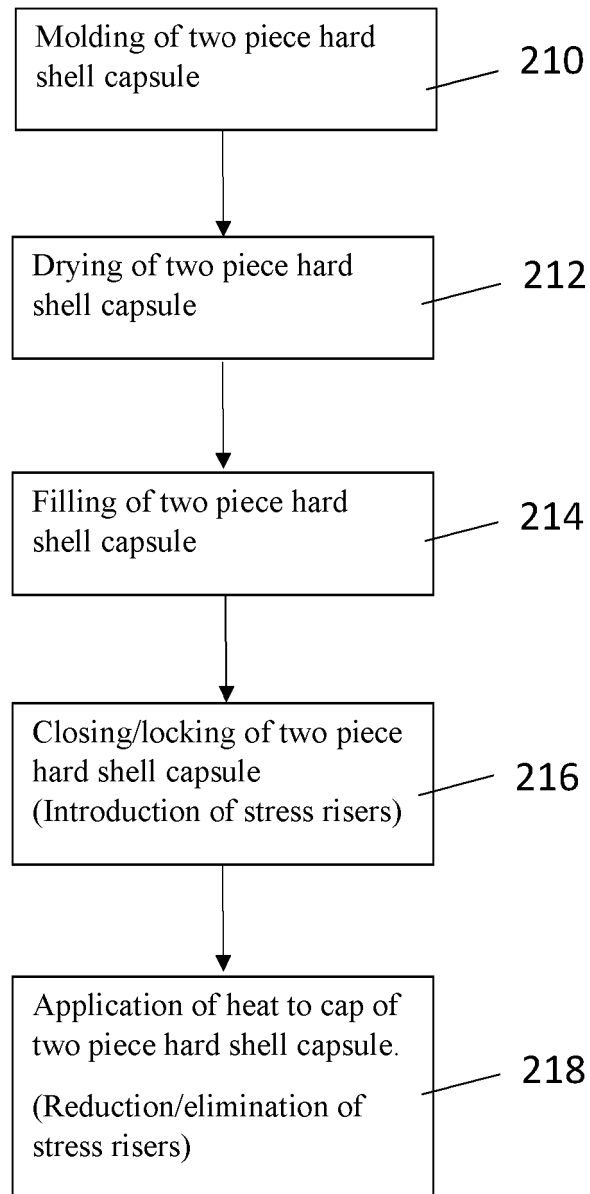 Molding of two piece hard
shell capsule
210
Drying of two piece hard
shell capsule
212
Filling of two piece hard
shell capsule
214
Closing/locking of two piece
hard shell capsule
(Introduction of stress risers)
216
Application of heat to cap of
two piece hard shell capsule.
(Reduction/elimination of
stress risers)
218